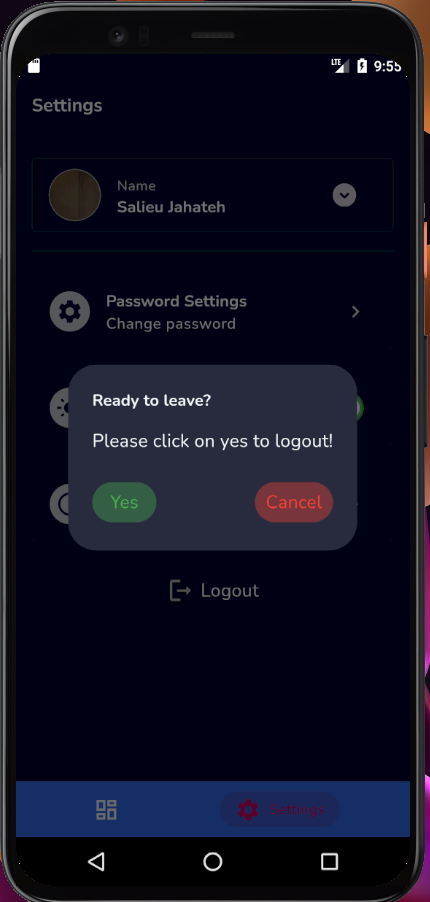 LTE
9:55
Settings
Name
Salieu Jahateh
Password Settings
Change password
Ready to leave?
Please click on yes to logout!
Yes
Cancel
Logout
Settings